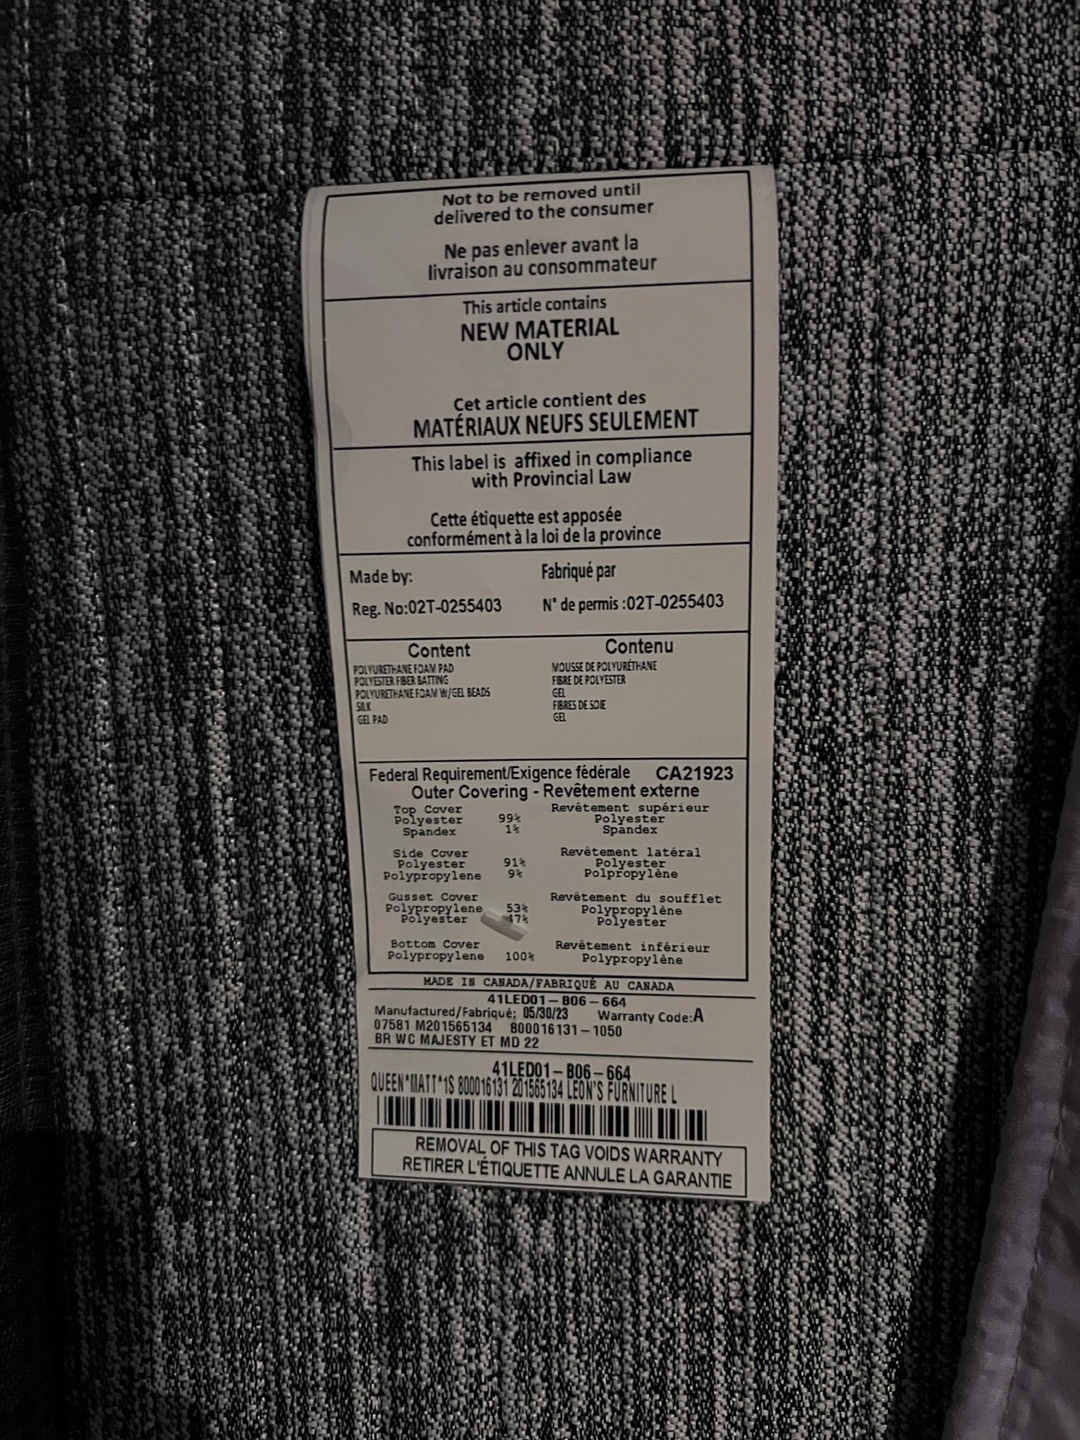 Not to be removed until
delivered to the consumer
Ne pas enlever avant la
livraison au consommateur
This article contains
NEW MATERIAL
ONLY
Cet article contient des
MATÉRIAUX NEUFS SEULEMENT
This label is affixed in compliance
with Provincial Law
Cette étiquette est apposée
conformément à la loi de la province
Made by: Fabriqué par
Reg. No:02T-0255403 N° de permis :02T-0255403
Content Contenu
POLYURETHANE FOAM PAD MOUSSE DE POLYURÉTHANE
POLYESTER FIBER BATTING FIBRE DE POLYESTER
POLYURETHANE FOAM W/GEL BEADS GEL
SILK FIBRES DE SOIE
GEL PAD GEL
Federal Requirement/Exigence fédérale CA21923
Outer Covering - Revêtement externe
Top Cover Revêtement supérieur
Polyester 99% Polyester
Spandex 1% Spandex
Side Cover Revêtement latéral
Polyester 91% Polyester
Polypropylene 9% Polpropylène
Gusset Cover Revêtement du soufflet
Polypropylene 53% Polypropylène
Polyester 47% Polyester
Bottom Cover Revêtement inférieur
Polypropylene 100% Polypropylène
MADE IN CANADA/FABRIQUÉ AU CANADA
41LED01-B06-664
Manufactured/Fabriqué; 05/30/23 Warranty Code:A
07581 M201565134 800016131-1050
BR WC MAJESTY ET MD 22
41LED01-B06-664
QUEEN*MATT*1S 800016131 201565134 LEON'S FURNITURE L
REMOVAL OF THIS TAG VOIDS WARRANTY
RETIRER L'ÉTIQUETTE ANNULE LA GARANTIE